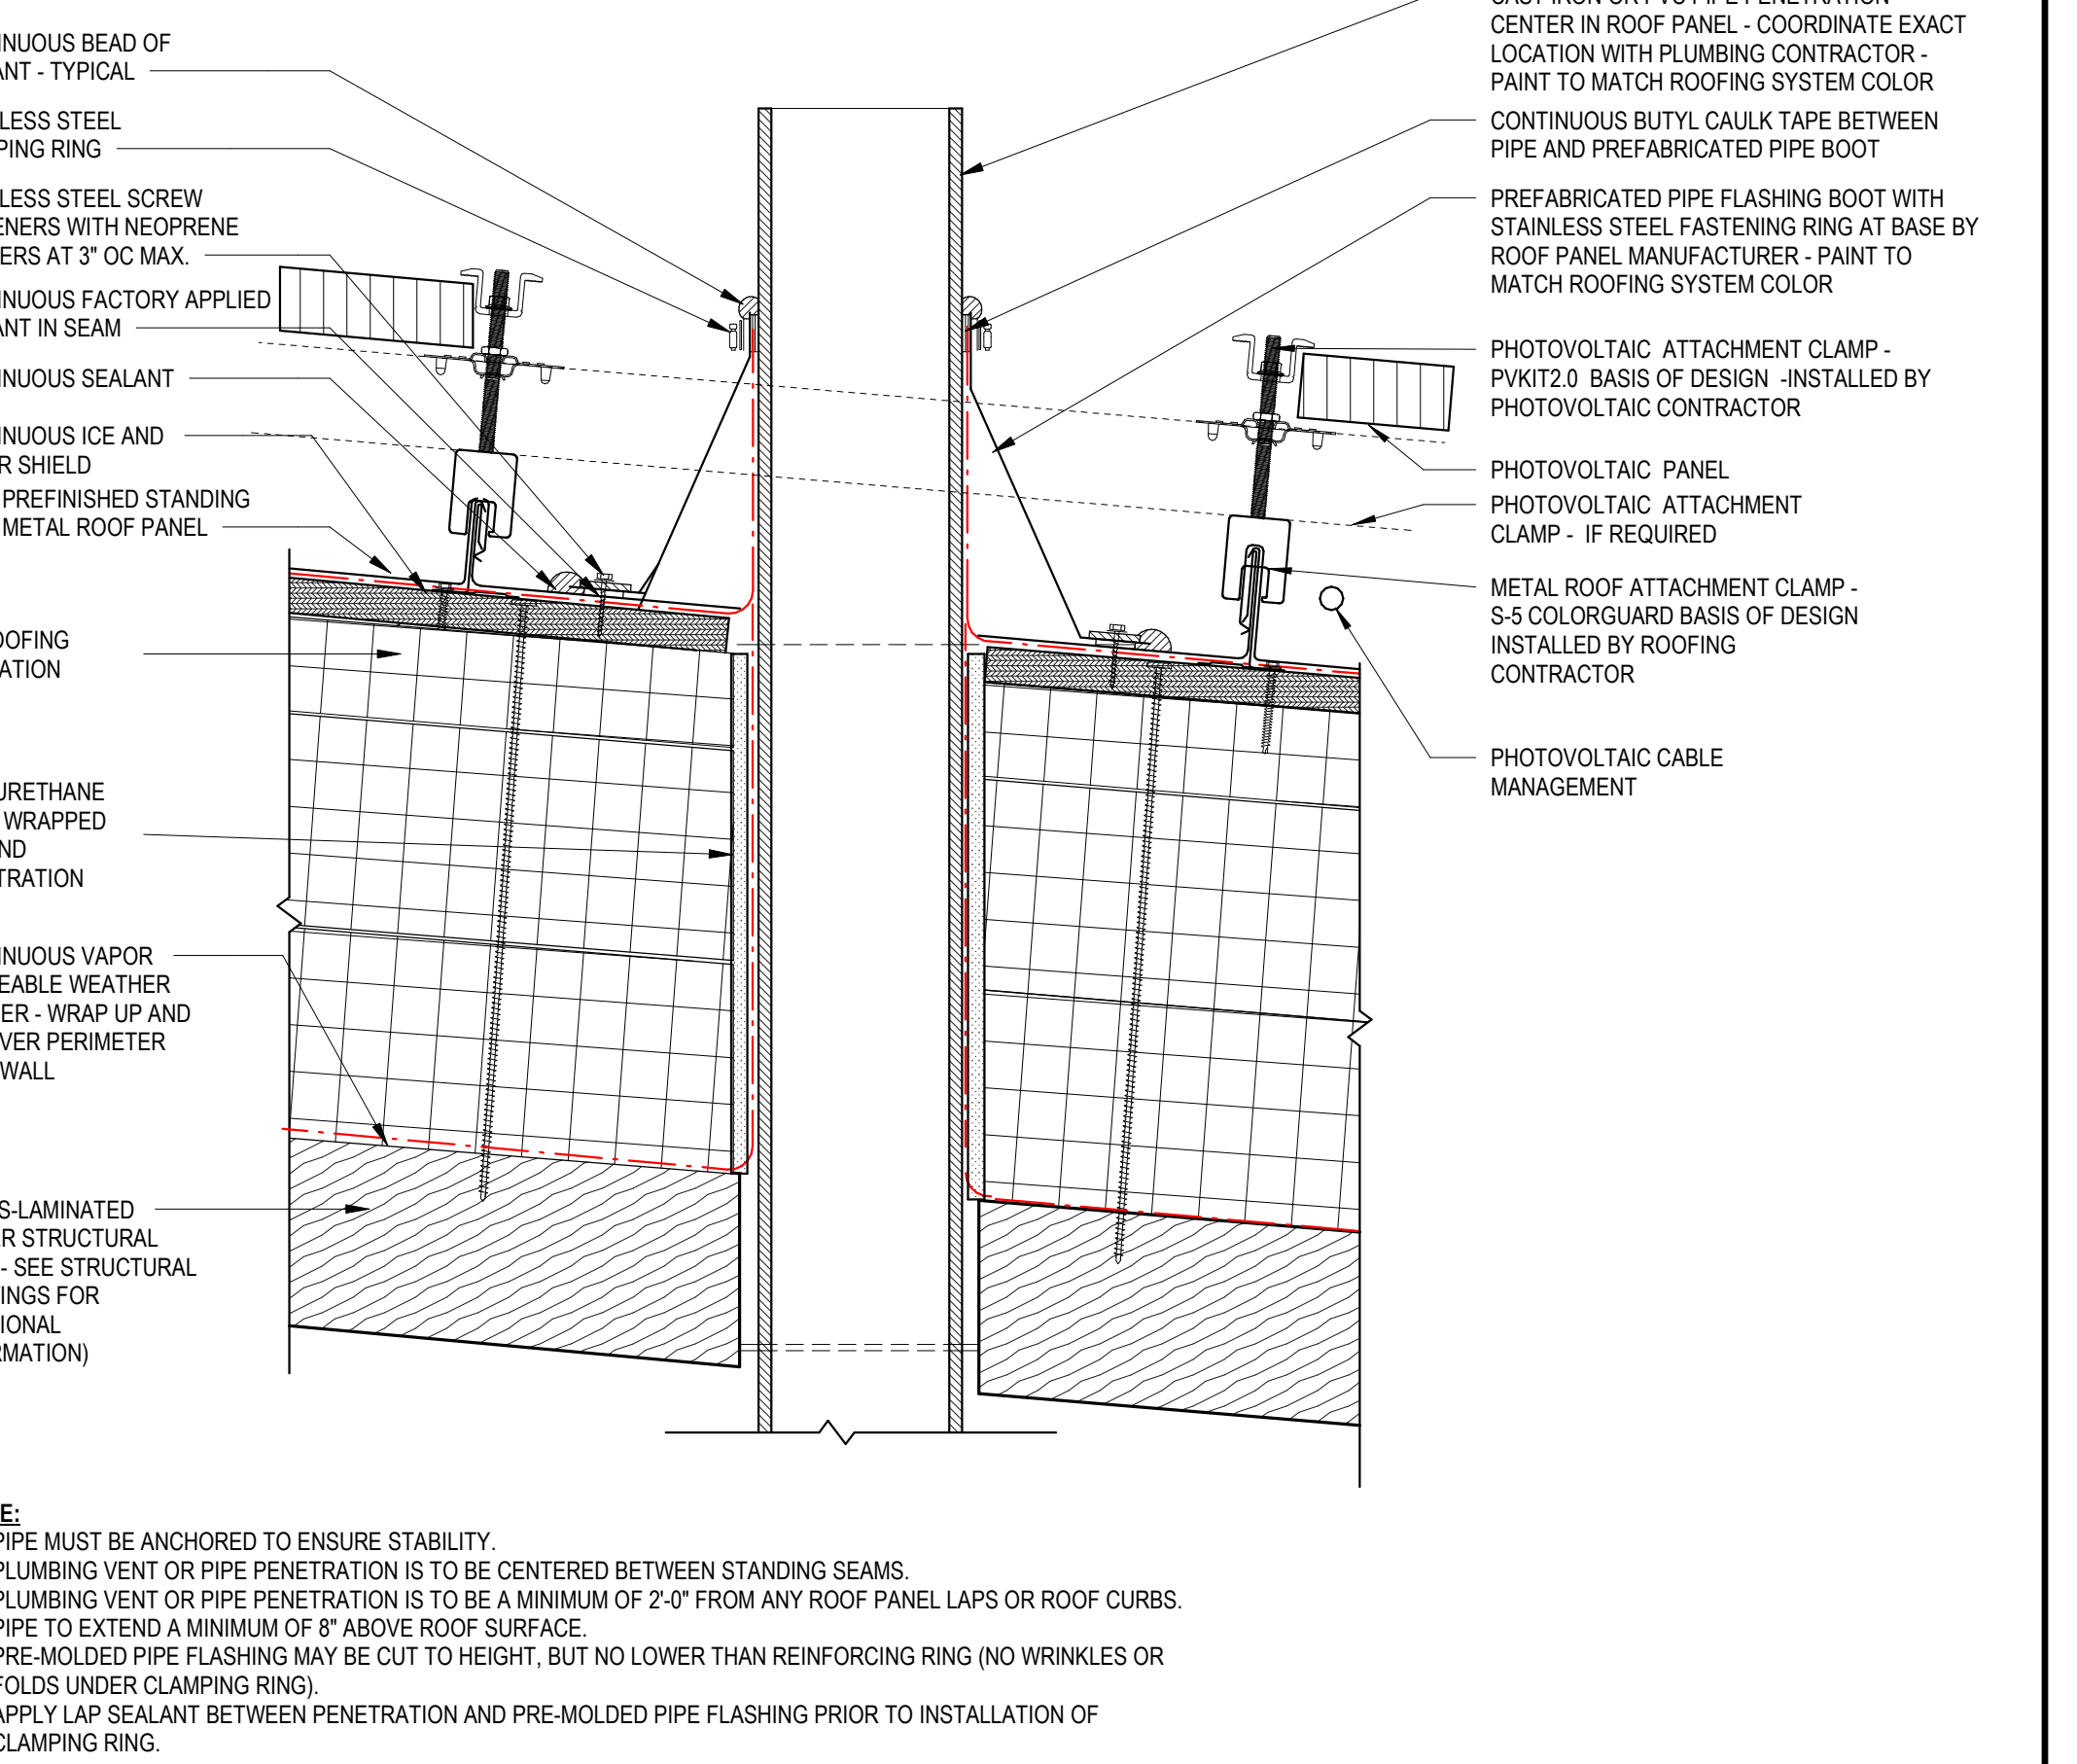 INUOUS BEAD OF
ANT - TYPICAL
LESS STEEL
PING RING
LESS STEEL SCREW
ENERS WITH NEOPRENE
ERS AT 3" OC MAX.
INUOUS FACTORY APPLIED
ANT IN SEAM
INUOUS SEALANT
INUOUS ICE AND
R SHIELD
PREFINISHED STANDING
METAL ROOF PANEL
OOFING
ATION
URETHANE
WRAPPED
ND
TRATION
INUOUS VAPOR
EABLE WEATHER
ER - WRAP UP AND
VER PERIMETER
WALL
S-LAMINATED
ER STRUCTURAL
- SEE STRUCTURAL
INGS FOR
IONAL
RMATION)
CAST IRON OR PVC PIPE PENETRATION
CENTER IN ROOF PANEL - COORDINATE EXACT
LOCATION WITH PLUMBING CONTRACTOR -
PAINT TO MATCH ROOFING SYSTEM COLOR
CONTINUOUS BUTYL CAULK TAPE BETWEEN
PIPE AND PREFABRICATED PIPE BOOT
PREFABRICATED PIPE FLASHING BOOT WITH
STAINLESS STEEL FASTENING RING AT BASE BY
ROOF PANEL MANUFACTURER - PAINT TO
MATCH ROOFING SYSTEM COLOR
PHOTOVOLTAIC ATTACHMENT CLAMP -
PVKIT2.0 BASIS OF DESIGN -INSTALLED BY
PHOTOVOLTAIC CONTRACTOR
PHOTOVOLTAIC PANEL
PHOTOVOLTAIC ATTACHMENT
CLAMP - IF REQUIRED
METAL ROOF ATTACHMENT CLAMP -
S-5 COLORGUARD BASIS OF DESIGN
INSTALLED BY ROOFING
CONTRACTOR
PHOTOVOLTAIC CABLE
MANAGEMENT
E:
PIPE MUST BE ANCHORED TO ENSURE STABILITY.
PLUMBING VENT OR PIPE PENETRATION IS TO BE CENTERED BETWEEN STANDING SEAMS.
PLUMBING VENT OR PIPE PENETRATION IS TO BE A MINIMUM OF 2'-0" FROM ANY ROOF PANEL LAPS OR ROOF CURBS.
PIPE TO EXTEND A MINIMUM OF 8" ABOVE ROOF SURFACE.
PRE-MOLDED PIPE FLASHING MAY BE CUT TO HEIGHT, BUT NO LOWER THAN REINFORCING RING (NO WRINKLES OR
FOLDS UNDER CLAMPING RING).
APPLY LAP SEALANT BETWEEN PENETRATION AND PRE-MOLDED PIPE FLASHING PRIOR TO INSTALLATION OF
CLAMPING RING.